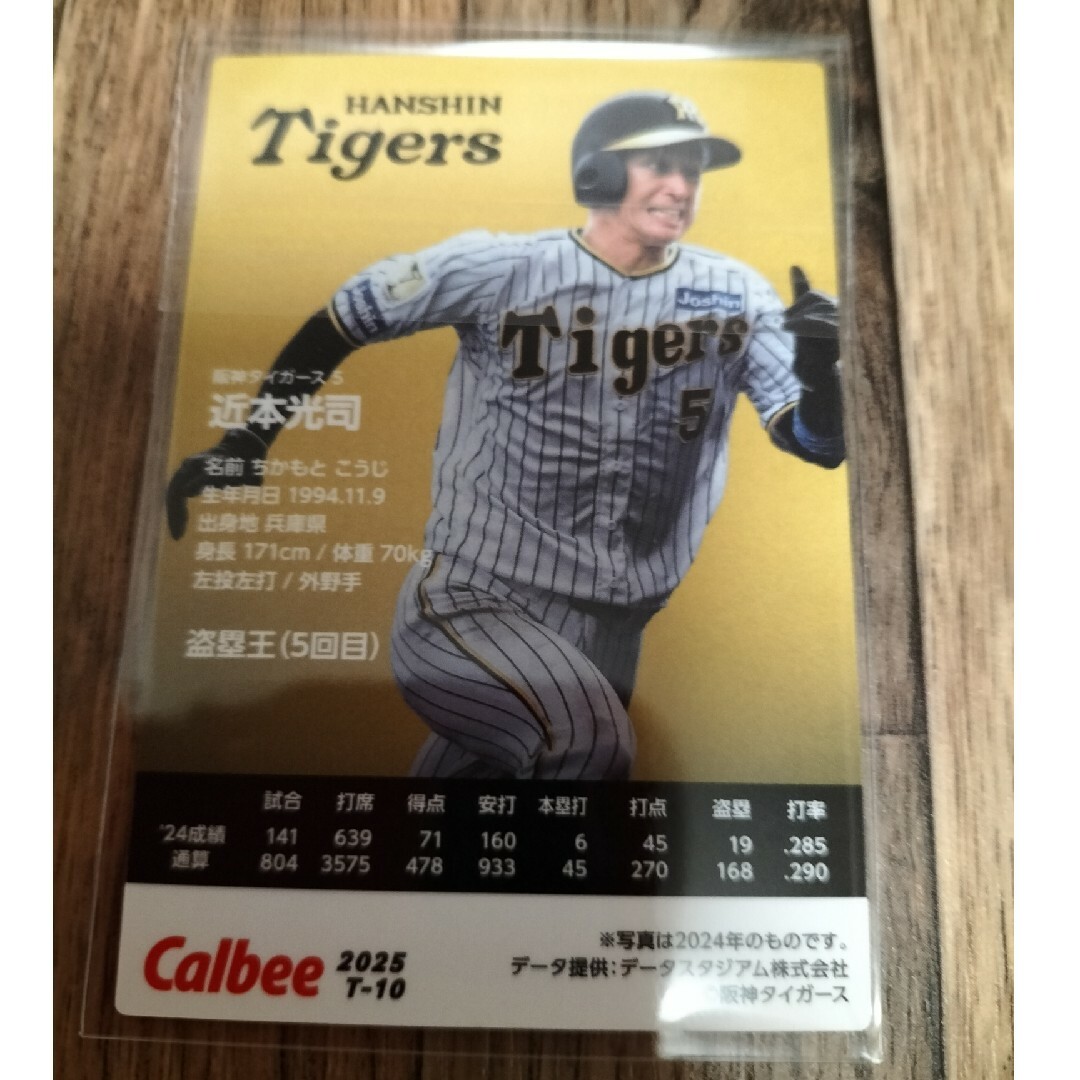 HANSHIN
Tigers
Joshin
Tigers
5
阪神タイガース 5
近本光司
名前 ちかもと こうじ
生年月日 1994.11.9
出身地 兵庫県
身長 171cm / 体重 70kg
左投左打 / 外野手
盗塁王(5回目)
試合 打席 得点 安打 本塁打 打点 盗塁 打率
'24成績 141 639 71 160 6 45 19 .285
通算 804 3575 478 933 45 270 168 .290
Calbee 2025
T-10
※写真は2024年のものです。
データ提供:データスタジアム株式会社
©阪神タイガース